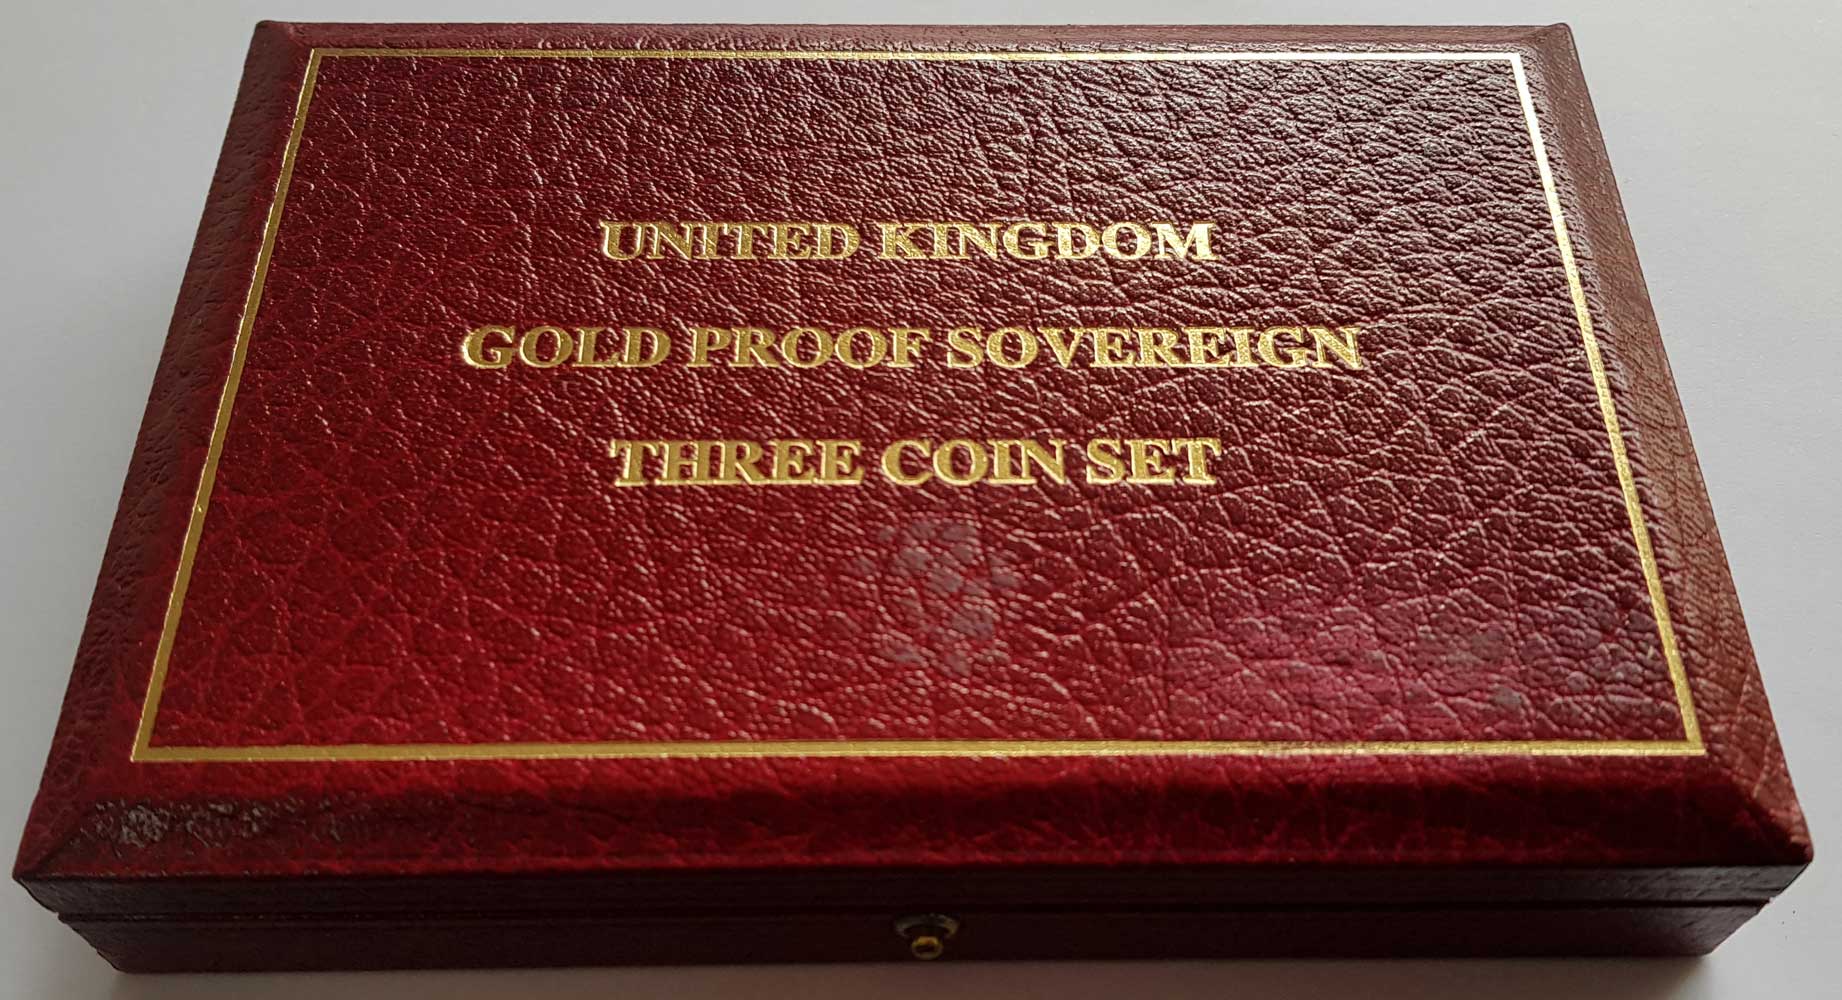 UNITED KINGDOM
GOLD PROOF SOVEREIGN
THREE COIN SET